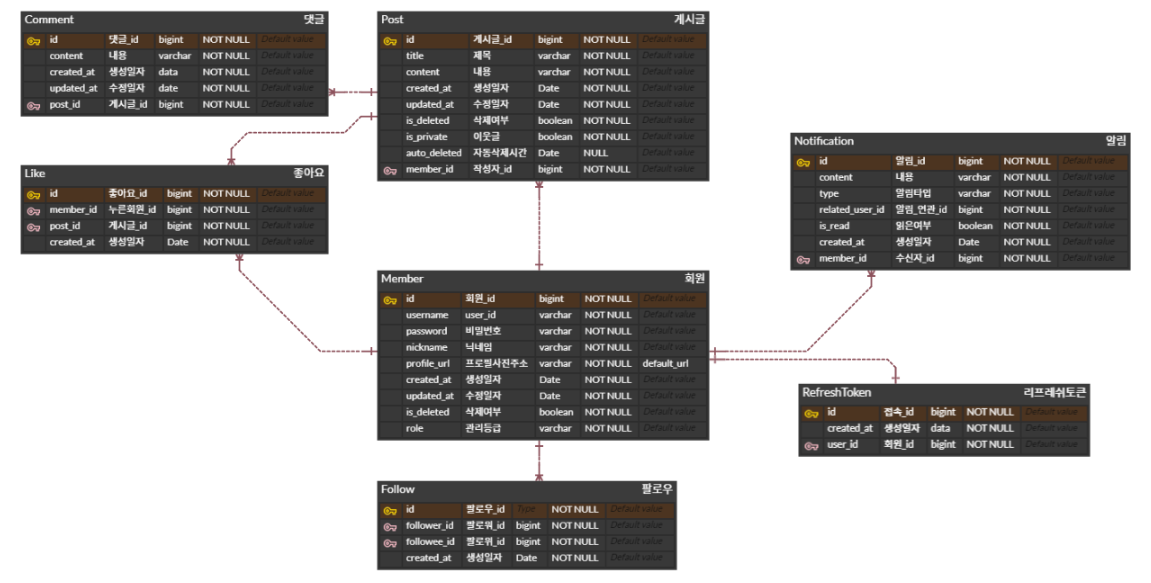 Comment 댓글
id 댓글_id bigint NOT NULL Default value
content 내용 varchar NOT NULL Default value
created_at 생성일자 data NOT NULL Default value
updated_at 수정일자 date NOT NULL Default value
post_id 게시글_id bigint NOT NULL Default value
Post 게시글
id 게시글_id bigint NOT NULL Default value
title 제목 varchar NOT NULL Default value
content 내용 varchar NOT NULL Default value
created_at 생성일자 Date NOT NULL Default value
updated_at 수정일자 Date NOT NULL Default value
is_deleted 삭제여부 boolean NOT NULL Default value
is_private 이웃글 boolean NOT NULL Default value
auto_deleted 자동삭제시간 Date NULL Default value
member_id 작성자_id bigint NOT NULL Default value
Like 좋아요
id 좋아요_id bigint NOT NULL Default value
member_id 누른회원_id bigint NOT NULL Default value
post_id 게시글_id bigint NOT NULL Default value
created_at 생성일자 Date NOT NULL Default value
Notification 알림
id 알림_id bigint NOT NULL Default value
content 내용 varchar NOT NULL Default value
type 알림타입 varchar NOT NULL Default value
related_user_id 알림_연관_id bigint NOT NULL Default value
is_read 읽은여부 boolean NOT NULL Default value
created_at 생성일자 Date NOT NULL Default value
member_id 수신자_id bigint NOT NULL Default value
Member 회원
id 회원_id bigint NOT NULL Default value
username user_id varchar NOT NULL Default value
password 비밀번호 varchar NOT NULL Default value
nickname 닉네임 varchar NOT NULL Default value
profile_url 프로필사진주소 varchar NOT NULL default_url
created_at 생성일자 Date NOT NULL Default value
updated_at 수정일자 Date NOT NULL Default value
is_deleted 삭제여부 boolean NOT NULL Default value
role 관리등급 varchar NOT NULL Default value
RefreshToken 리프레쉬토큰
id 접속_id bigint NOT NULL Default value
created_at 생성일자 data NOT NULL Default value
user_id 회원_id bigint NOT NULL Default value
Follow 팔로우
id 팔로우_id Type NOT NULL Default value
follower_id 팔로워_id bigint NOT NULL Default value
followee_id 팔로위_id bigint NOT NULL Default value
created_at 생성일자 Date NOT NULL Default value